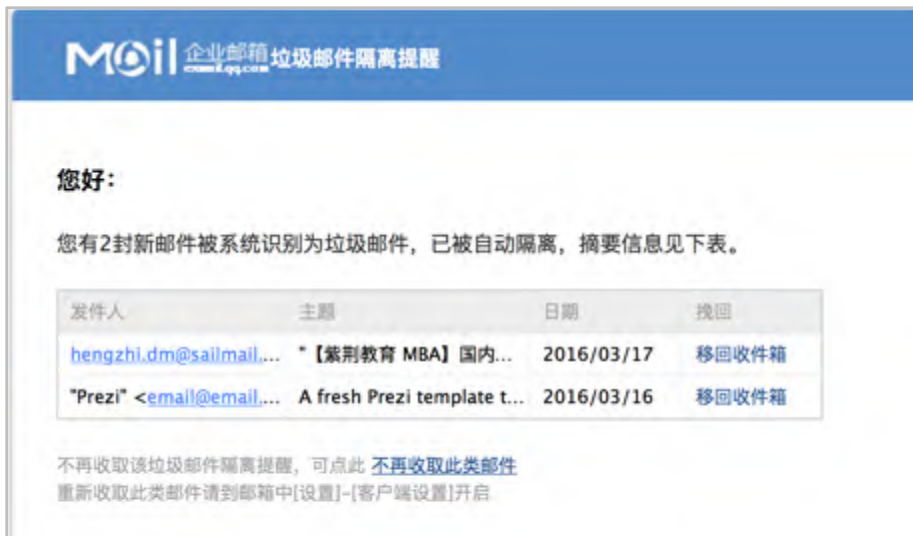 Mail 企业邮箱 垃圾邮件隔离提醒
exmail.qq.com
您好：
您有2封新邮件被系统识别为垃圾邮件，已被自动隔离，摘要信息见下表。
发件人 主题 日期 挽回
hengzhi.dm@sailmail.... "【紫荆教育 MBA】国内... 2016/03/17 移回收件箱
"Prezi" <email@email.... A fresh Prezi template t... 2016/03/16 移回收件箱
不再收取该垃圾邮件隔离提醒，可点此 不再收取此类邮件
重新收取此类邮件请到邮箱中[设置]-[客户端设置]开启